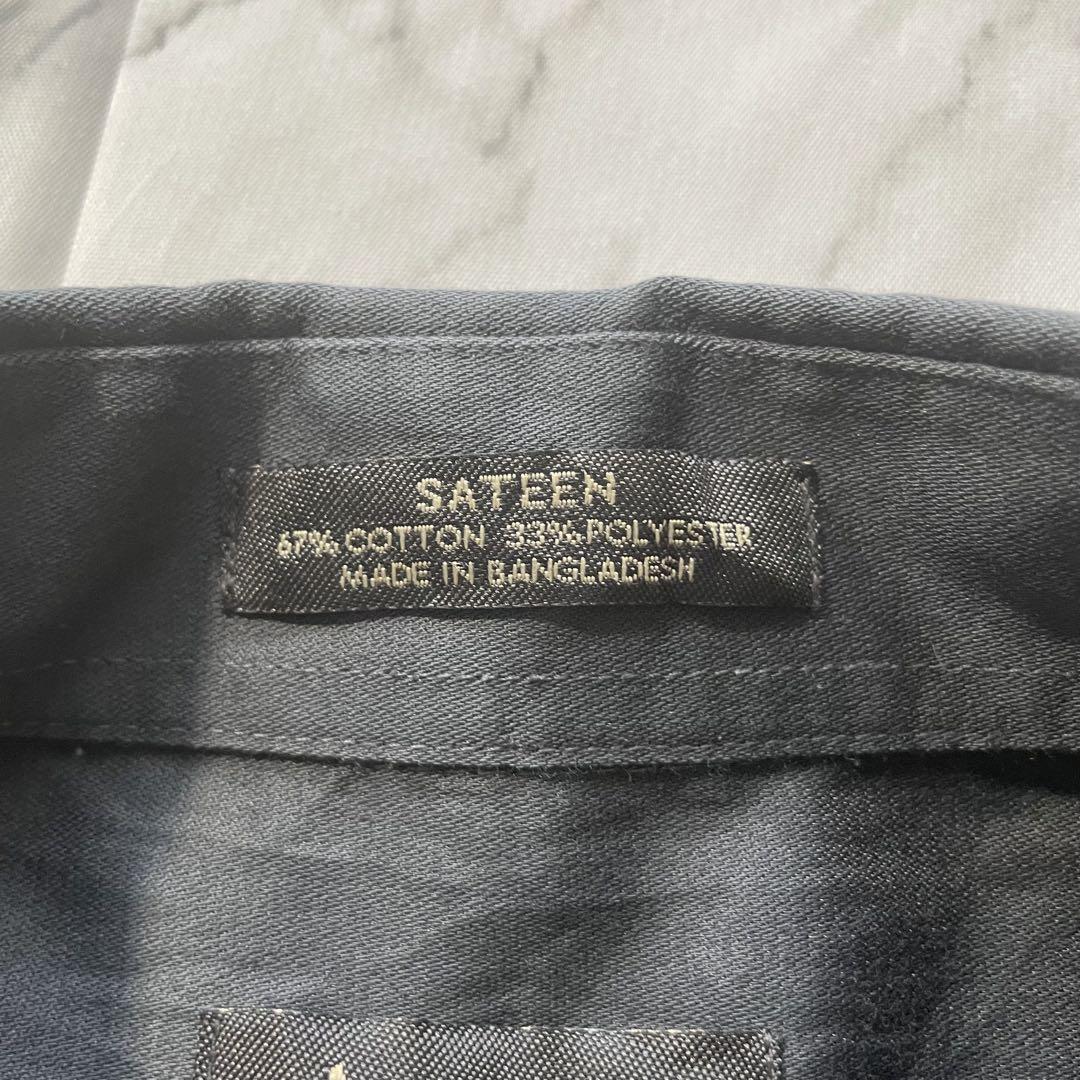 SATEEN
67% COTTON 33% POLYESTER
MADE IN BANGLADESH